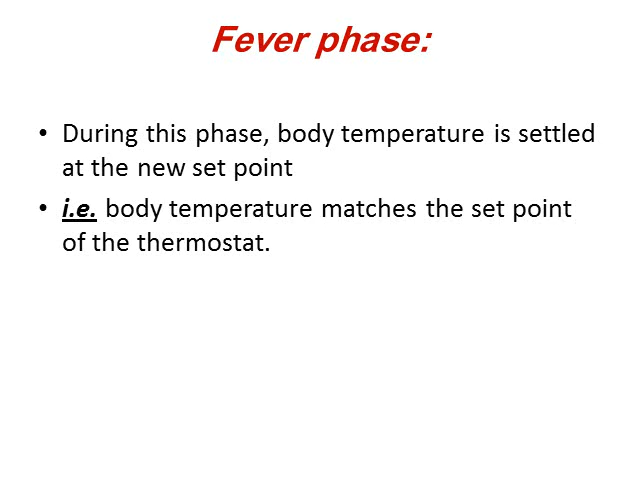 Fever phase:
• During this phase, body temperature is settled
at the new set point
• i.e. body temperature matches the set point
of the thermostat.